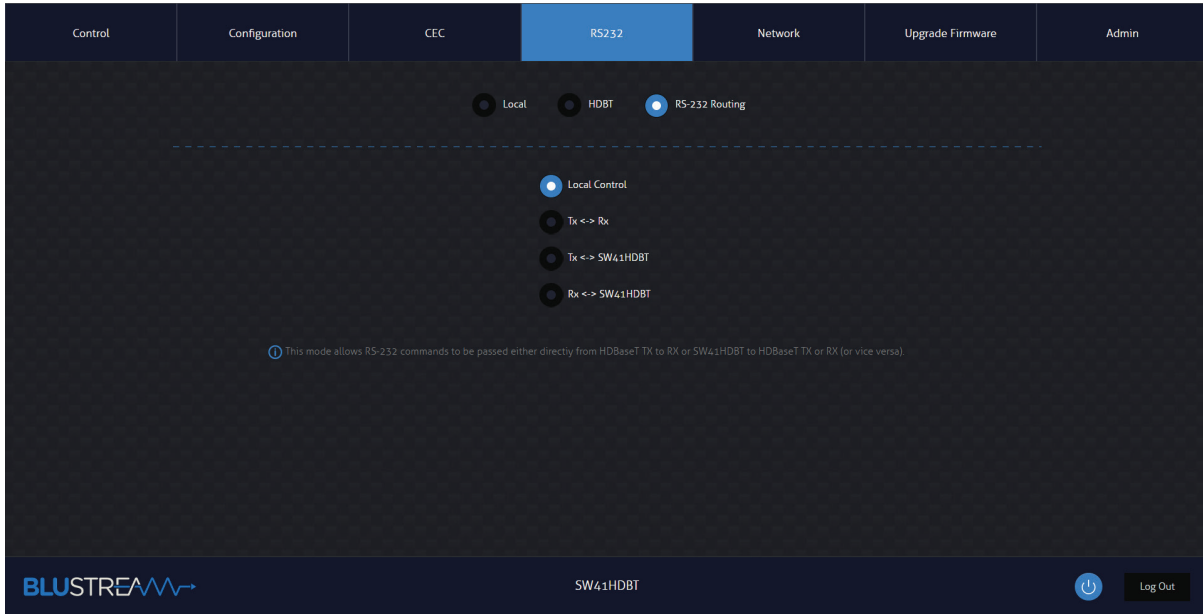 Control Configuration CEC RS232 Network Upgrade Firmware Admin
Local HDBT RS-232 Routing
Local Control
Tx <-> Rx
Tx <-> SW41HDBT
Rx <-> SW41HDBT
This mode allows RS-232 commands to be passed either directiy from HDBaseT TX to RX or SW41HDBT to HDBaseT TX or RX (or vice versa).
BLUSTREAM SW41HDBT Log Out